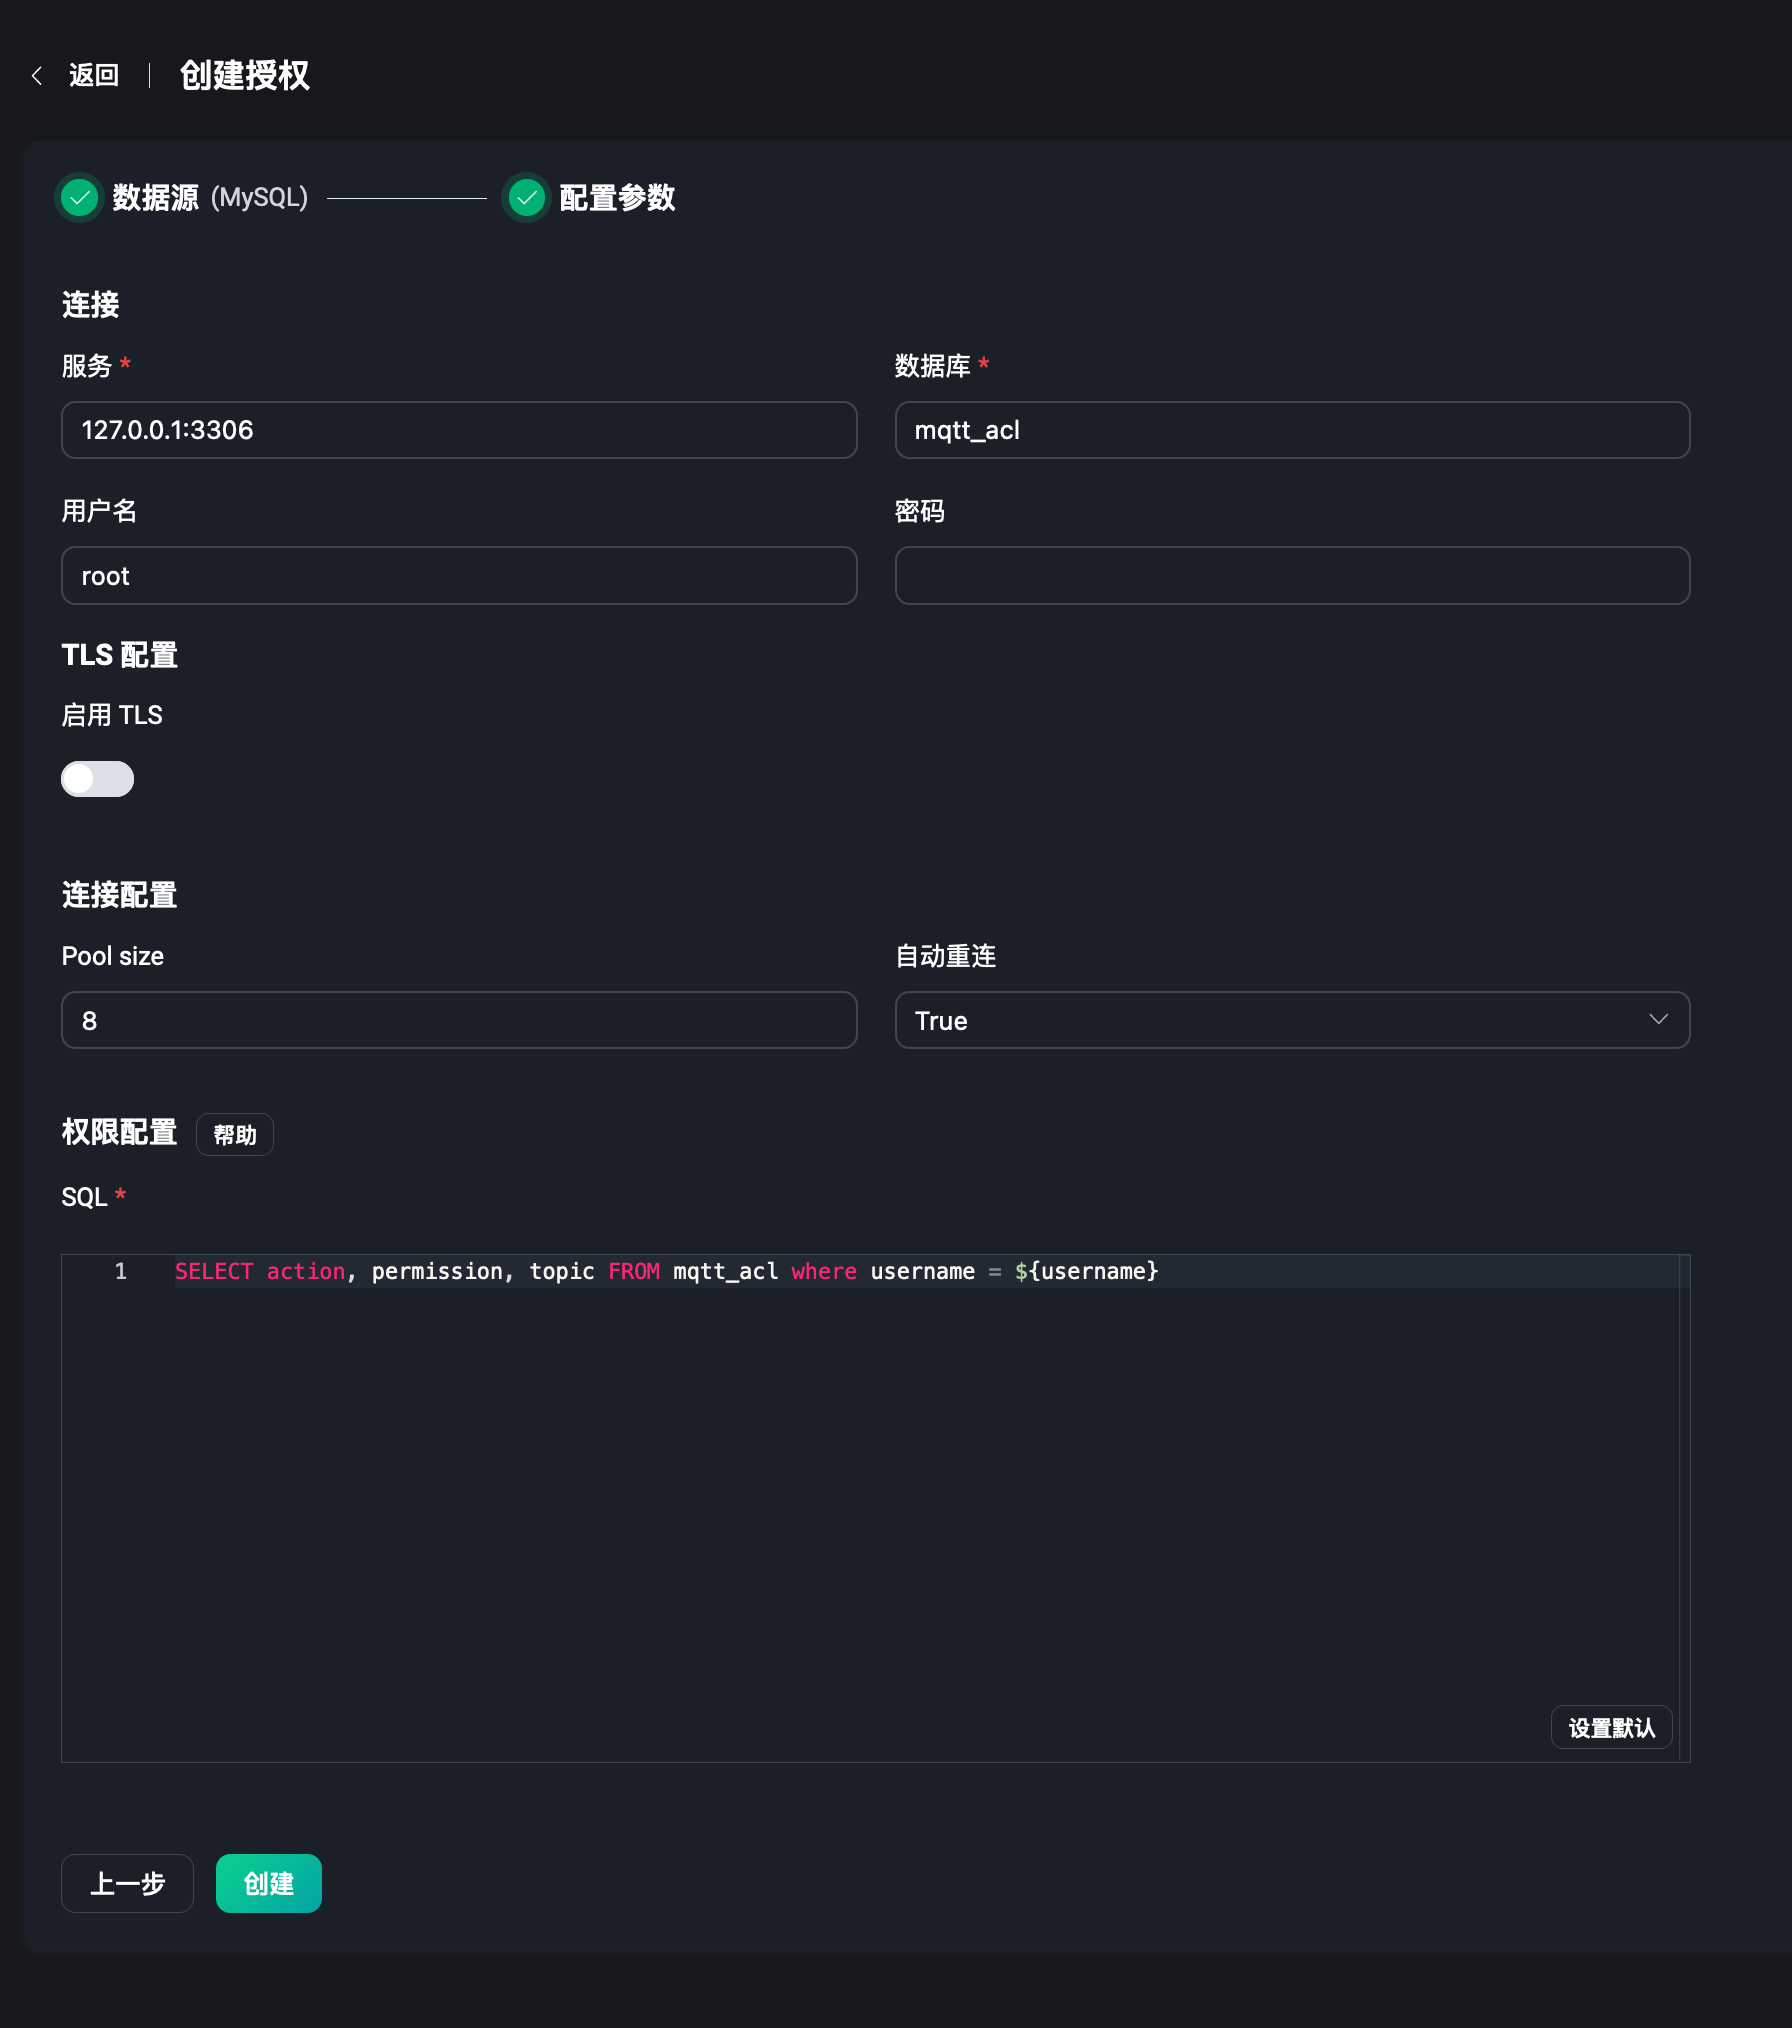 返回 创建授权
数据源 (MySQL) 配置参数
连接
服务 * 数据库 *
127.0.0.1:3306 mqtt_acl
用户名 密码
root
TLS 配置
启用 TLS
连接配置
Pool size 自动重连
8 True
权限配置 帮助
SQL *
1 SELECT action, permission, topic FROM mqtt_acl where username = ${username}
设置默认
上一步 创建